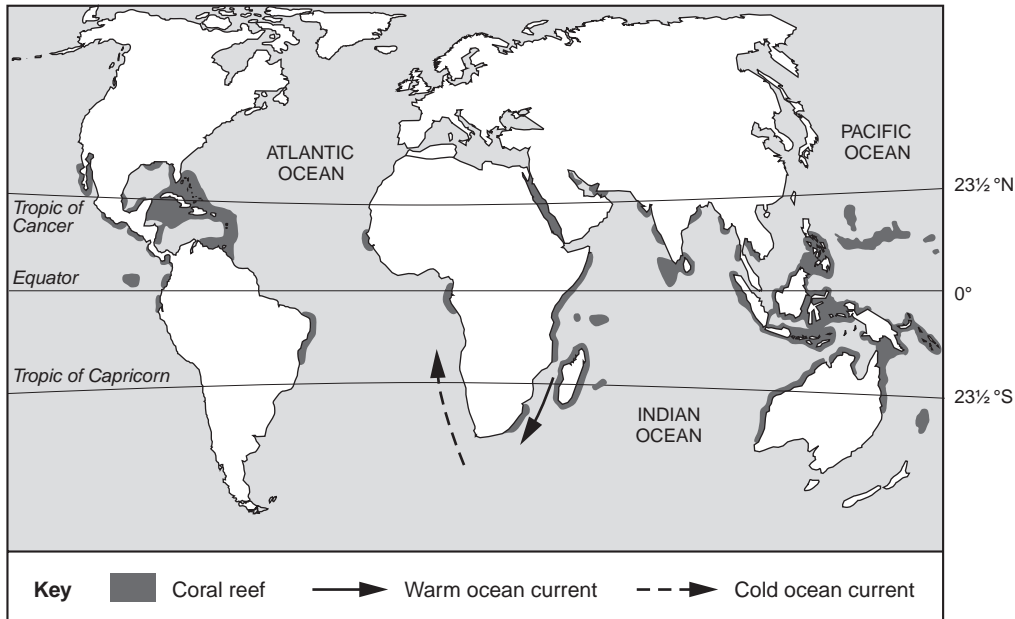 ATLANTIC
OCEAN
PACIFIC
OCEAN
23½ °N
Tropic of
Cancer
Equator
0°
Tropic of Capricorn
23½ °S
INDIAN
OCEAN
Key
Coral reef
Warm ocean current
Cold ocean current